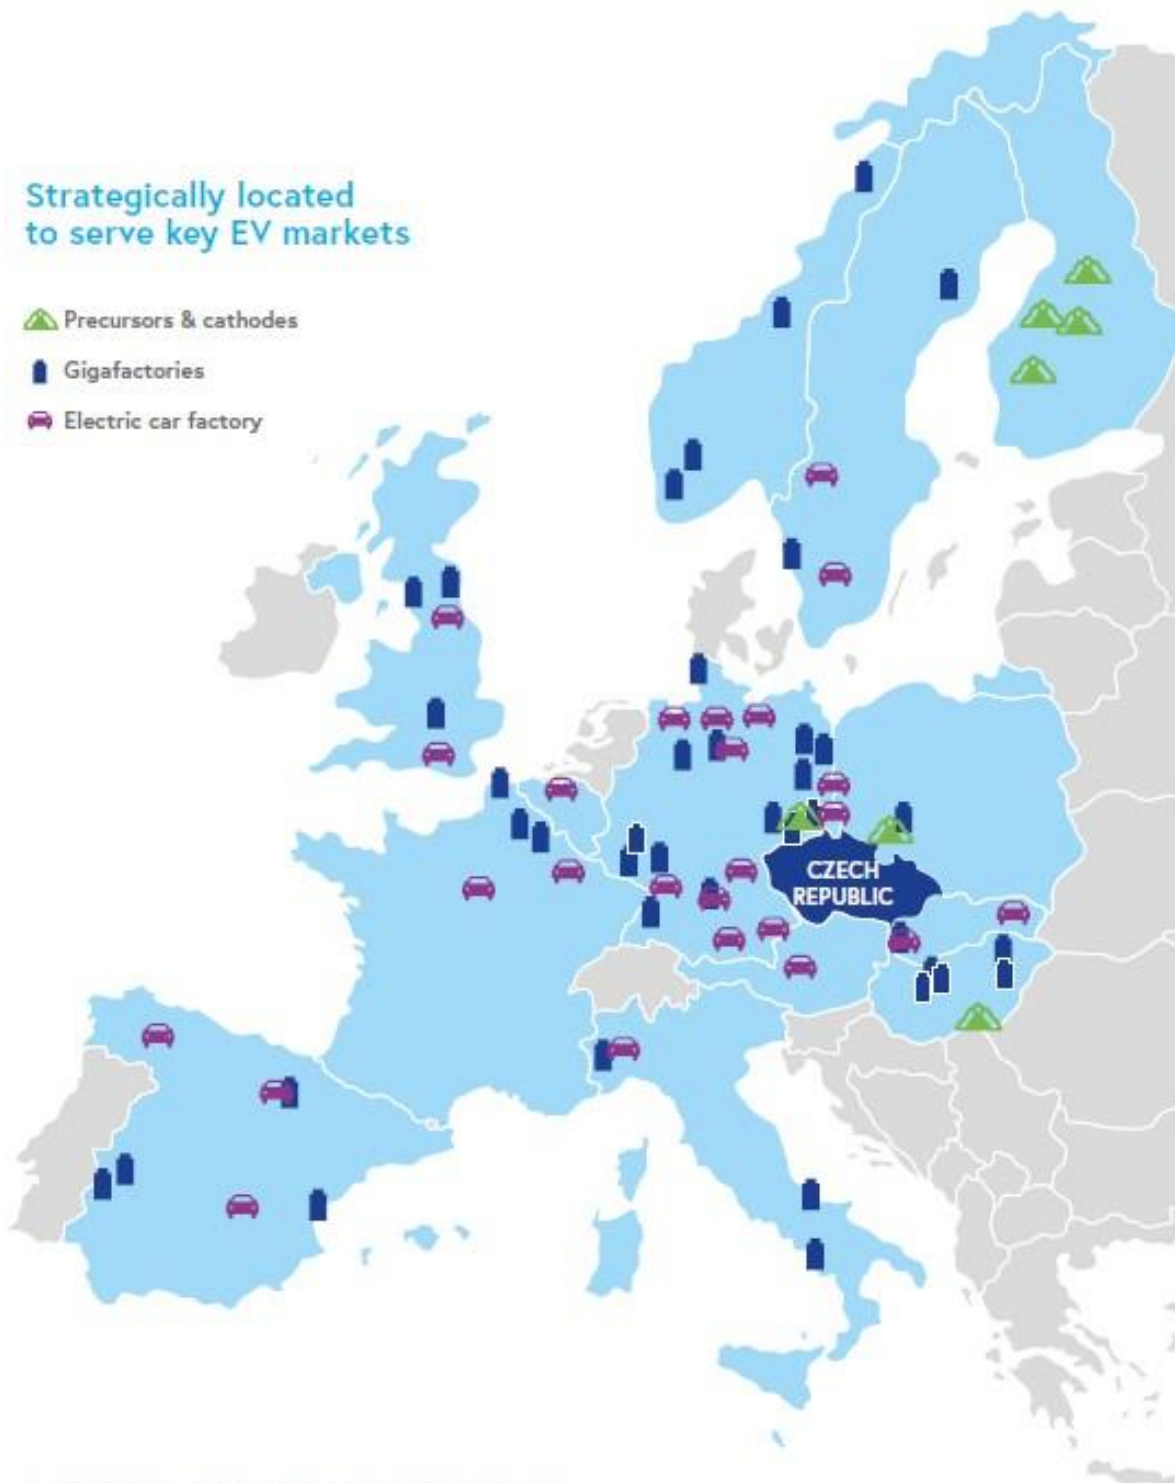 Strategically located
to serve key EV markets
Precursors & cathodes
Gigafactories
Electric car factory
CZECH
REPUBLIC